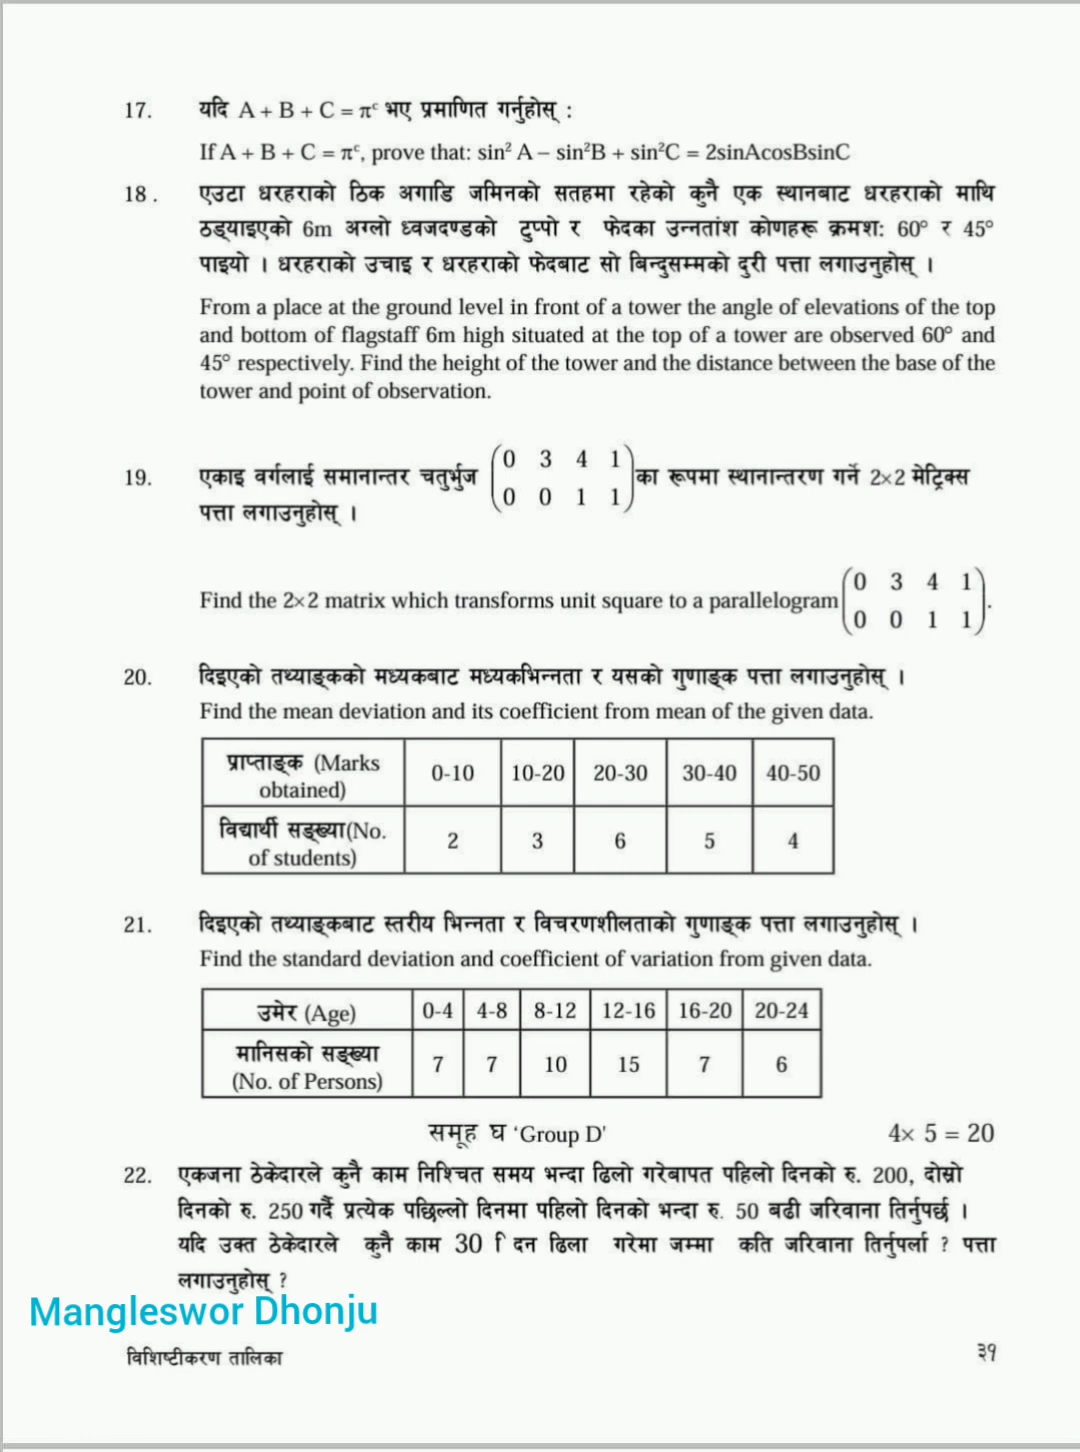 17. यदि A + B + C = πᶜ भए प्रमाणित गर्नुहोस् :
If A + B + C = πᶜ, prove that: sin² A – sin²B + sin²C = 2sinAcosBsinC
18 . एउटा धरहराको ठिक अगाडि जमिनको सतहमा रहेको कुनै एक स्थानबाट धरहराको माथि
ठड्याइएको 6m अग्लो ध्वजदण्डको टुप्पो र फेदका उन्नतांश कोणहरू क्रमश: 60° र 45°
पाइयो । धरहराको उचाइ र धरहराको फेदबाट सो बिन्दुसम्मको दुरी पत्ता लगाउनुहोस् ।
From a place at the ground level in front of a tower the angle of elevations of the top
and bottom of flagstaff 6m high situated at the top of a tower are observed 60° and
45° respectively. Find the height of the tower and the distance between the base of the
tower and point of observation.
19. एकाइ वर्गलाई समानान्तर चतुर्भुज (0 3 4 1 / 0 0 1 1) का रूपमा स्थानान्तरण गर्ने 2×2 मेट्रिक्स
पत्ता लगाउनुहोस् ।
Find the 2×2 matrix which transforms unit square to a parallelogram (0 3 4 1 / 0 0 1 1).
20. दिइएको तथ्याङ्कको मध्यकबाट मध्यकभिन्नता र यसको गुणाङ्क पत्ता लगाउनुहोस् ।
Find the mean deviation and its coefficient from mean of the given data.
प्राप्ताङ्क (Marks obtained) 0-10 10-20 20-30 30-40 40-50
विद्यार्थी सङ्ख्या(No. of students) 2 3 6 5 4
21. दिइएको तथ्याङ्कबाट स्तरीय भिन्नता र विचरणशीलताको गुणाङ्क पत्ता लगाउनुहोस् ।
Find the standard deviation and coefficient of variation from given data.
उमेर (Age) 0-4 4-8 8-12 12-16 16-20 20-24
मानिसको सङ्ख्या (No. of Persons) 7 7 10 15 7 6
समूह घ 'Group D' 4× 5 = 20
22. एकजना ठेकेदारले कुनै काम निश्चित समय भन्दा ढिलो गरेबापत पहिलो दिनको रु. 200, दोस्रो
दिनको रु. 250 गर्दै प्रत्येक पछिल्लो दिनमा पहिलो दिनको भन्दा रु. 50 बढी जरिवाना तिर्नुपर्छ ।
यदि उक्त ठेकेदारले कुनै काम 30 दिन ढिला गरेमा जम्मा कति जरिवाना तिर्नुपर्ला ? पत्ता
लगाउनुहोस् ?
Mangleswor Dhonju
विशिष्टीकरण तालिका ३१